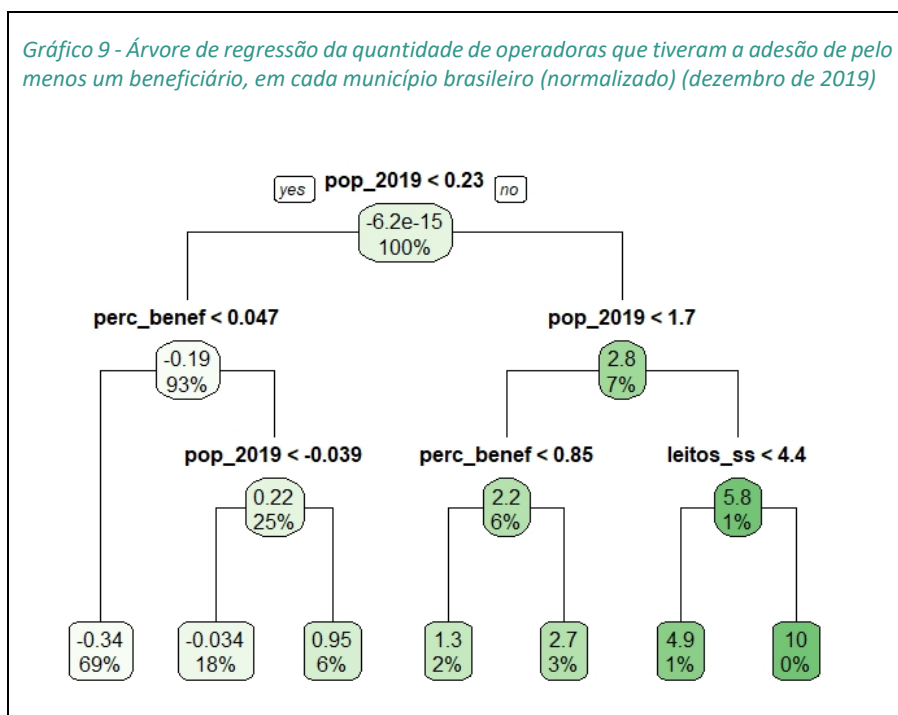 Gráfico 9 - Árvore de regressão da quantidade de operadoras que tiveram a adesão de pelo
menos um beneficiário, em cada município brasileiro (normalizado) (dezembro de 2019)
yes pop_2019 < 0.23 no
-6.2e-15
100%
perc_benef < 0.047 pop_2019 < 1.7
-0.19 2.8
93% 7%
pop_2019 < -0.039 perc_benef < 0.85 leitos_ss < 4.4
0.22 2.2 5.8
25% 6% 1%
-0.34 -0.034 0.95 1.3 2.7 4.9 10
69% 18% 6% 2% 3% 1% 0%